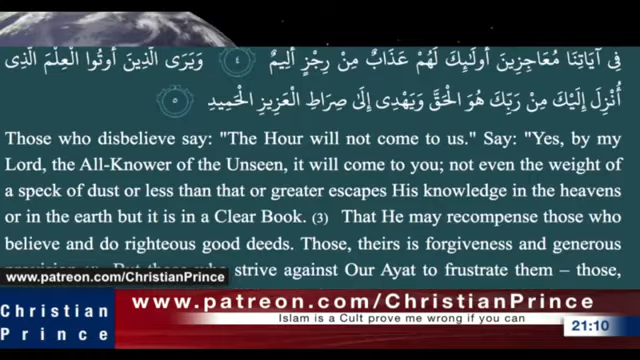 فِي آيَاتِنَا مُعَاجِزِينَ أُولَٰئِكَ لَهُمْ عَذَابٌ مِنْ رِجْزٍ أَلِيمٌ ٤ وَيَرَى الَّذِينَ أُوتُوا الْعِلْمَ الَّذِي
أُنْزِلَ إِلَيْكَ مِنْ رَبِّكَ هُوَ الْحَقَّ وَيَهْدِي إِلَى صِرَاطِ الْعَزِيزِ الْحَمِيدِ ٥
Those who disbelieve say: "The Hour will not come to us." Say: "Yes, by my
Lord, the All-Knower of the Unseen, it will come to you; not even the weight of
a speck of dust or less than that or greater escapes His knowledge in the heavens
or in the earth but it is in a Clear Book. (3) That He may recompense those who
believe and do righteous good deeds. Those, theirs is forgiveness and generous
strive against Our Ayat to frustrate them – those,
www.patreon.com/ChristianPrince
Christian
Prince
www.patreon.com/ChristianPrince
Islam is a Cult prove me wrong if you can
21:10